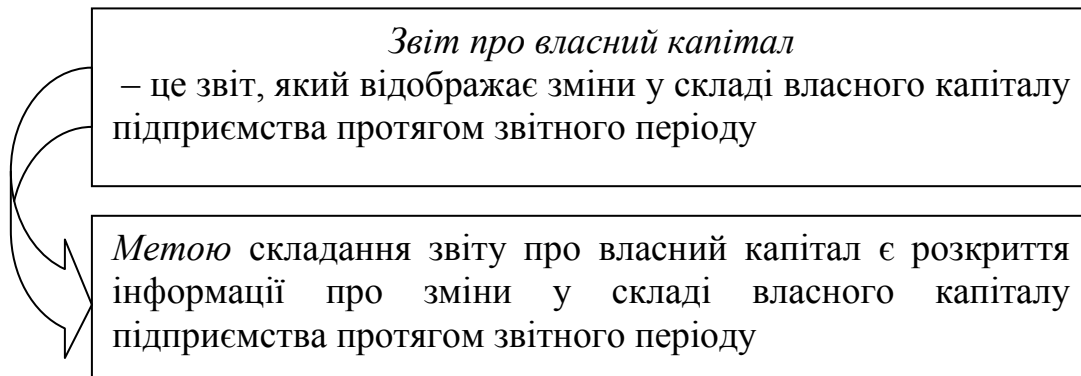 Звіт про власний капітал
– це звіт, який відображає зміни у складі власного капіталу
підприємства протягом звітного періоду
Метою складання звіту про власний капітал є розкриття
інформації про зміни у складі власного капіталу
підприємства протягом звітного періоду